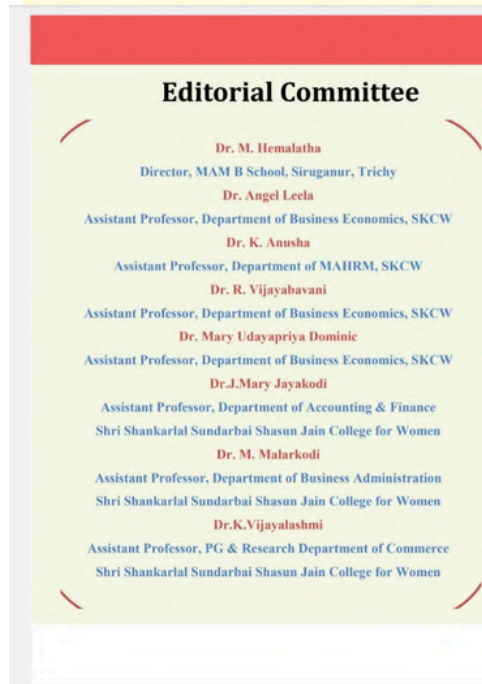 Editorial Committee
Dr. M. Hemalatha
Director, MAM B School, Siruganur, Trichy
Dr. Angel Leela
Assistant Professor, Department of Business Economics, SKCW
Dr. K. Anusha
Assistant Professor, Department of MAHRM, SKCW
Dr. R. Vijayabavani
Assistant Professor, Department of Business Economics, SKCW
Dr. Mary Udayapriya Dominic
Assistant Professor, Department of Business Economics, SKCW
Dr.J.Mary Jayakodi
Assistant Professor, Department of Accounting & Finance
Shri Shankarlal Sundarbai Shasun Jain College for Women
Dr. M. Malarkodi
Assistant Professor, Department of Business Administration
Shri Shankarlal Sundarbai Shasun Jain College for Women
Dr.K.Vijayalashmi
Assistant Professor, PG & Research Department of Commerce
Shri Shankarlal Sundarbai Shasun Jain College for Women